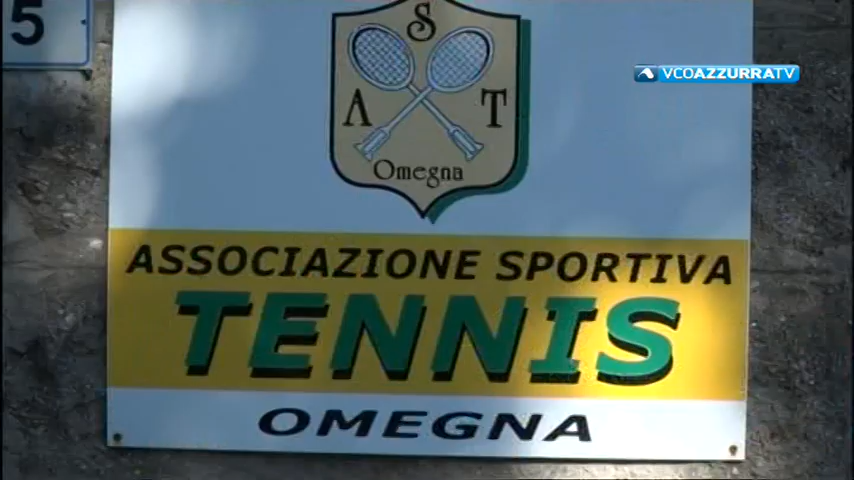 5
VCOAZZURRATV
S
A T
Omegna
ASSOCIAZIONE SPORTIVA
TENNIS
OMEGNA